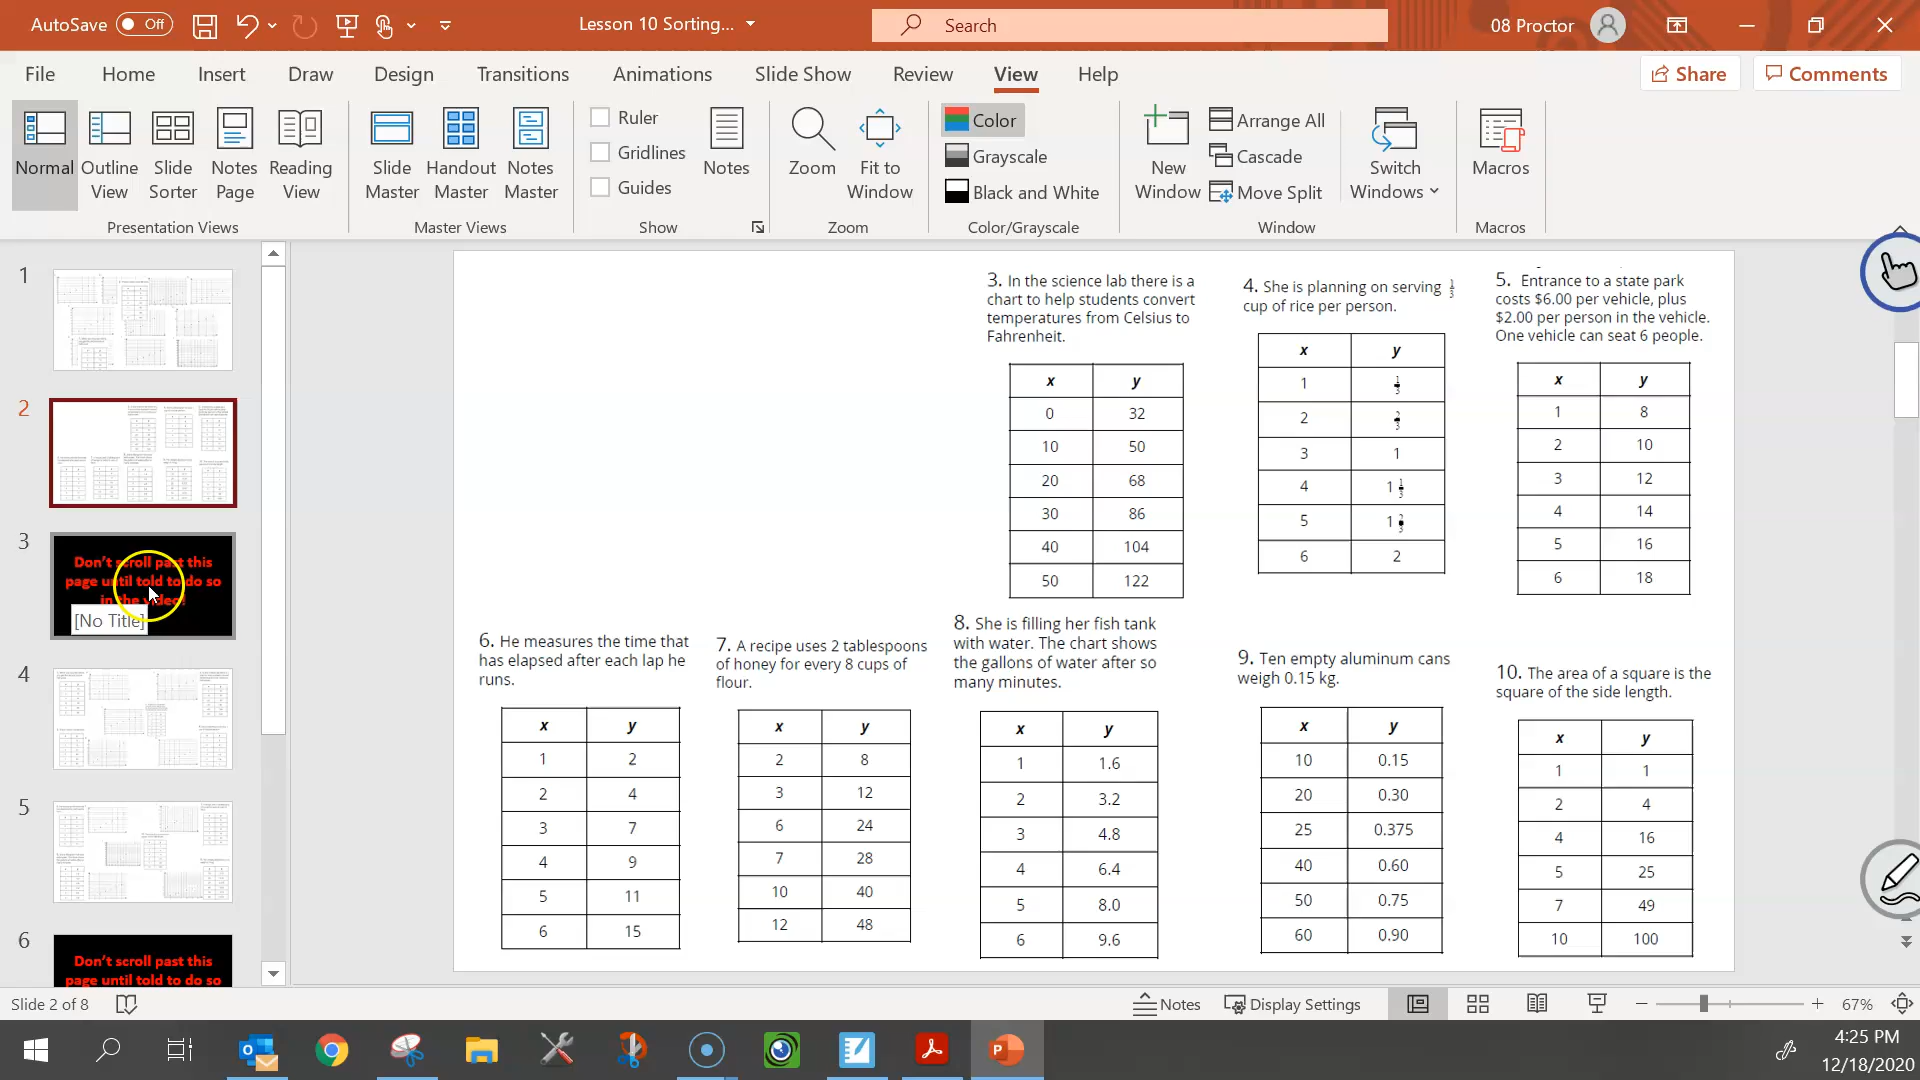 AutoSave Off
Lesson 10 Sorting...
Search
08 Proctor
File Home Insert Draw Design Transitions Animations Slide Show Review View Help
Share Comments
Normal
Outline View
Slide Sorter
Notes Page
Reading View
Presentation Views
Slide Master
Handout Master
Notes Master
Master Views
Ruler
Gridlines
Guides
Show
Notes
Zoom
Fit to Window
Zoom
Color
Grayscale
Black and White
Color/Grayscale
New Window
Arrange All
Cascade
Move Split
Switch Windows
Window
Macros
Macros
1
2
3
Don't scroll past this
page until told to do so
in the video!
[No Title]
4
5
6
Don't scroll past this
page until told to do so
3. In the science lab there is a
chart to help students convert
temperatures from Celsius to
Fahrenheit.
x y
0 32
10 50
20 68
30 86
40 104
50 122
4. She is planning on serving 1/3
cup of rice per person.
x y
1 1/3
2 2/3
3 1
4 1 1/3
5 1 2/3
6 2
5. Entrance to a state park
costs $6.00 per vehicle, plus
$2.00 per person in the vehicle.
One vehicle can seat 6 people.
x y
1 8
2 10
3 12
4 14
5 16
6 18
6. He measures the time that
has elapsed after each lap he
runs.
x y
1 2
2 4
3 7
4 9
5 11
6 15
7. A recipe uses 2 tablespoons
of honey for every 8 cups of
flour.
x y
2 8
3 12
6 24
7 28
10 40
12 48
8. She is filling her fish tank
with water. The chart shows
the gallons of water after so
many minutes.
x y
1 1.6
2 3.2
3 4.8
4 6.4
5 8.0
6 9.6
9. Ten empty aluminum cans
weigh 0.15 kg.
x y
10 0.15
20 0.30
25 0.375
40 0.60
50 0.75
60 0.90
10. The area of a square is the
square of the side length.
x y
1 1
2 4
4 16
5 25
7 49
10 100
Slide 2 of 8
Notes
Display Settings
67%
4:25 PM
12/18/2020